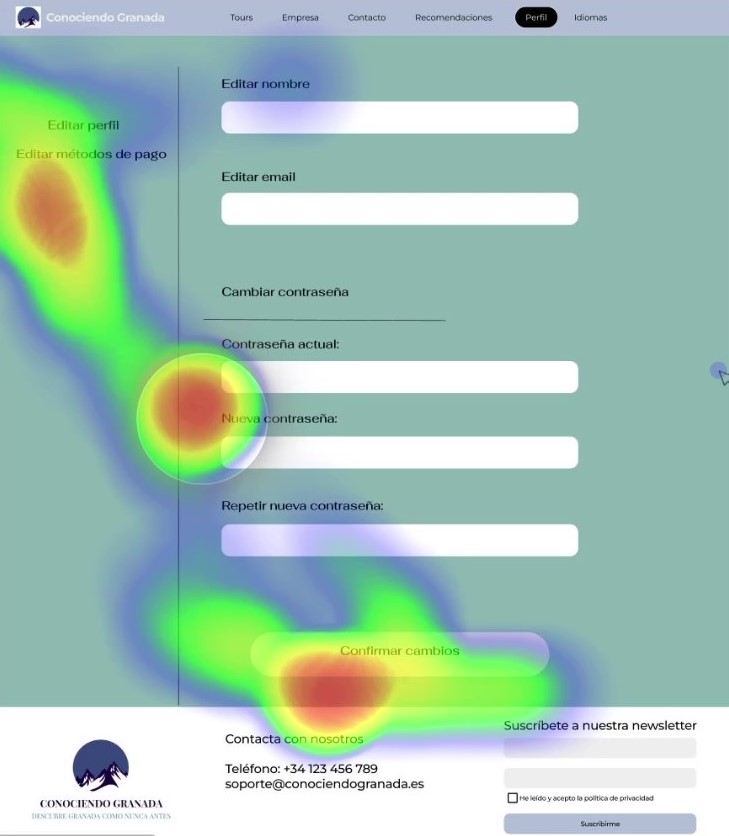 Conociendo Granada
Tours Empresa Contacto Recomendaciones Perfil Idiomas
Editar perfil
Editar métodos de pago
Editar nombre
Editar email
Cambiar contraseña
Contraseña actual:
Nueva contraseña:
Repetir nueva contraseña:
Confirmar cambios
CONOCIENDO GRANADA
DESCUBRE GRANADA COMO NUNCA ANTES
Contacta con nosotros
Teléfono: +34 123 456 789
soporte@conociendogranada.es
Suscríbete a nuestra newsletter
He leído y acepto la política de privacidad
Suscribirme